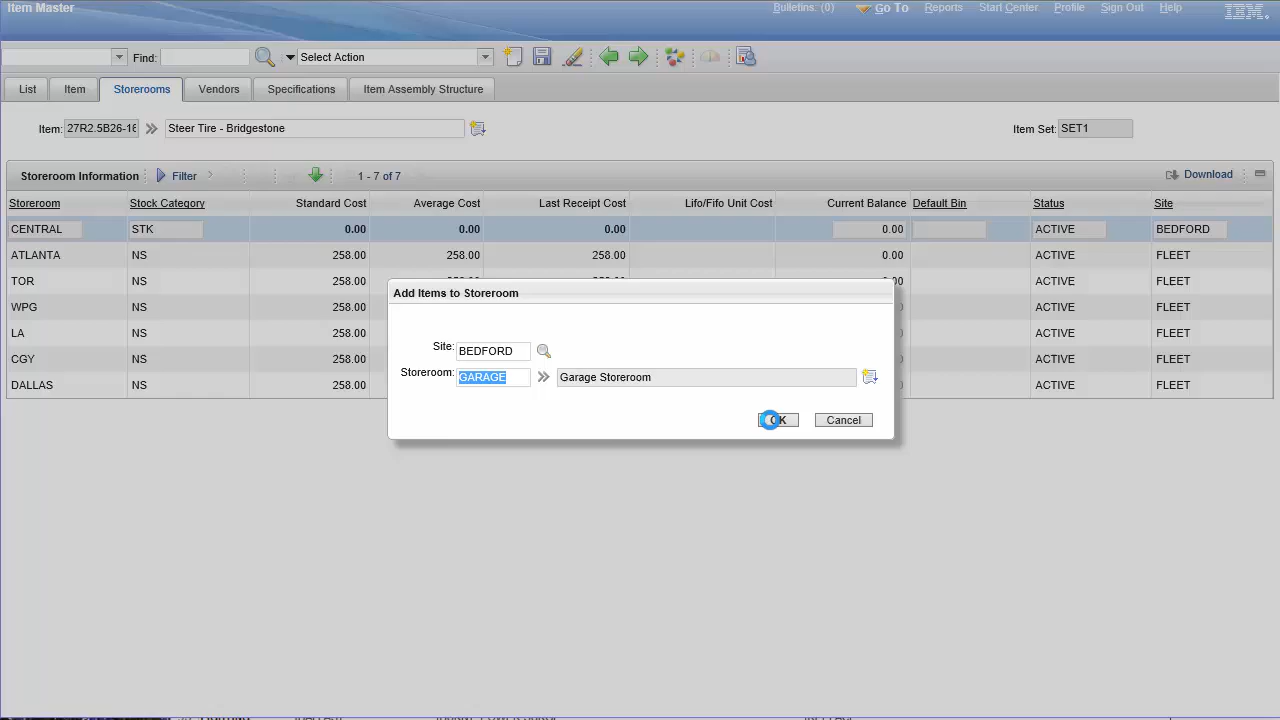 Item Master
Bulletins. (0) Go To Reports Start Center Profile Sign Out Help IBM.
Find: Select Action
List Item Storerooms Vendors Specifications Item Assembly Structure
Item: 27R2.5B26-18 Steer Tire - Bridgestone Item Set: SET1
Storeroom Information Filter 1 - 7 of 7 Download
Storeroom Stock Category Standard Cost Average Cost Last Receipt Cost Lifo/Fifo Unit Cost Current Balance Default Bin Status Site
CENTRAL STK 0.00 0.00 0.00 0.00 ACTIVE BEDFORD
ATLANTA NS 258.00 258.00 258.00 0.00 ACTIVE FLEET
TOR NS 258.00 0.00 ACTIVE FLEET
WPG NS 258.00 ACTIVE FLEET
LA NS 258.00 ACTIVE FLEET
CGY NS 258.00 ACTIVE FLEET
DALLAS NS 258.00 ACTIVE FLEET
Add Items to Storeroom
Site: BEDFORD
Storeroom: GARAGE Garage Storeroom
OK Cancel